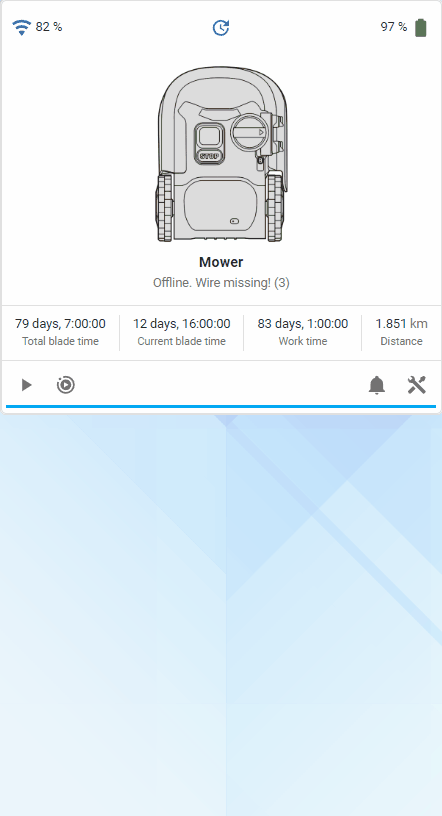 82 %
97 %
STOP
Mower
Offline. Wire missing! (3)
79 days, 7:00:00
Total blade time
12 days, 16:00:00
Current blade time
83 days, 1:00:00
Work time
1.851 km
Distance